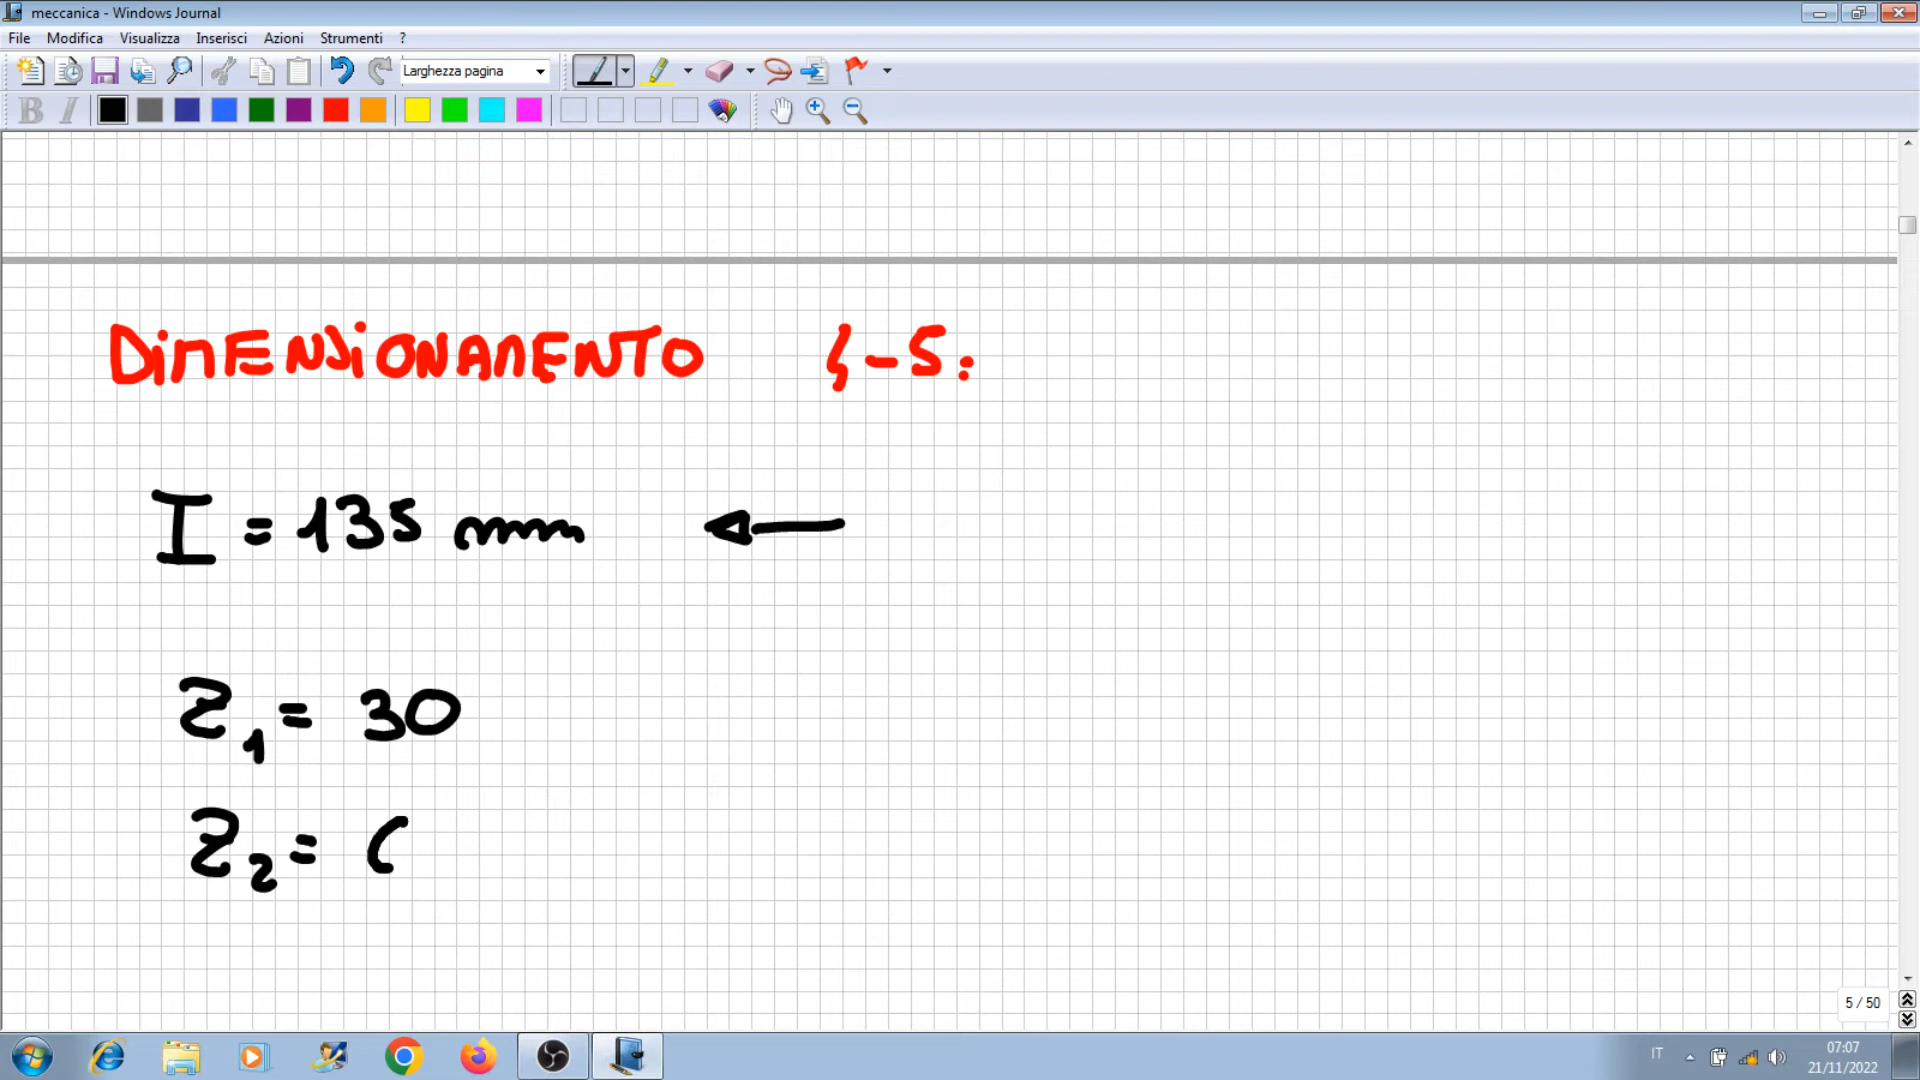 meccanica - Windows Journal
File Modifica Visualizza Inserisci Azioni Strumenti ?
Larghezza pagina
B I
DIMENSIONAMENTO -5:
I = 135 mm
Z1 = 30
Z2 =
5 / 50
IT
07:07
21/11/2022